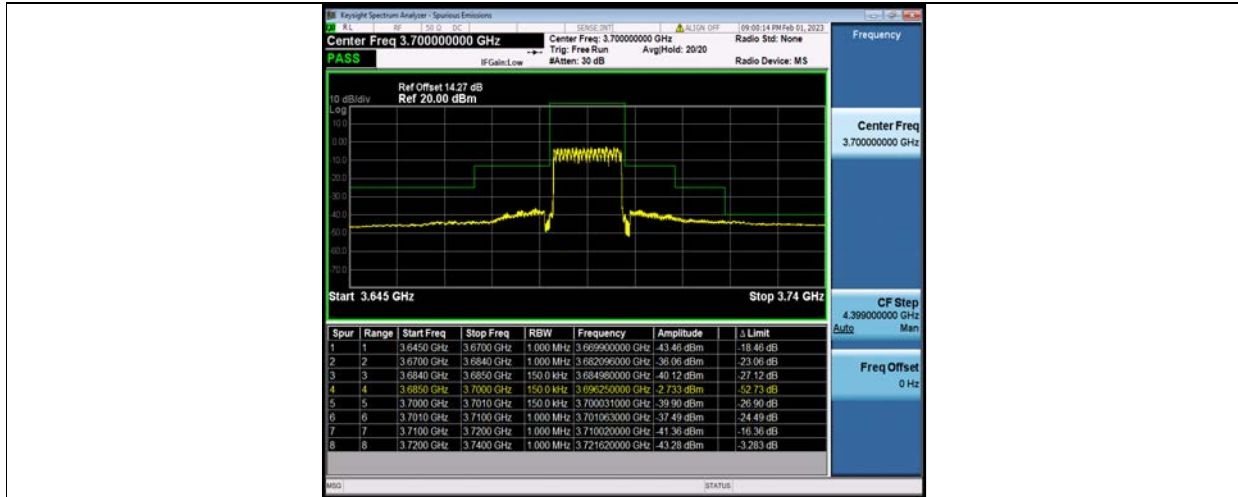 Keysight Spectrum Analyzer - Spurious Emissions
RL RF 50 Ω DC SENSE:INT ALIGN OFF 09:00:14 PM Feb 01, 2023
Center Freq 3.700000000 GHz Center Freq: 3.700000000 GHz Radio Std: None
Trig: Free Run Avg|Hold: 20/20
PASS IFGain:Low #Atten: 30 dB Radio Device: MS
Frequency
Ref Offset 14.27 dB
10 dB/div Ref 20.00 dBm
Log
10.0
0.00
-10.0
-20.0
-30.0
-40.0
-50.0
-60.0
-70.0
Start 3.645 GHz Stop 3.74 GHz
Center Freq
3.700000000 GHz
CF Step
4.399000000 GHz
Auto Man
Freq Offset
0 Hz
Spur Range Start Freq Stop Freq RBW Frequency Amplitude Δ Limit
1 1 3.6450 GHz 3.6700 GHz 1.000 MHz 3.669900000 GHz -43.46 dBm -18.46 dB
2 2 3.6700 GHz 3.6840 GHz 1.000 MHz 3.682096000 GHz -36.06 dBm -23.06 dB
3 3 3.6840 GHz 3.6850 GHz 150.0 kHz 3.684980000 GHz -40.12 dBm -27.12 dB
4 4 3.6850 GHz 3.7000 GHz 150.0 kHz 3.696250000 GHz -2.733 dBm -52.73 dB
5 5 3.7000 GHz 3.7010 GHz 150.0 kHz 3.700031000 GHz -39.90 dBm -26.90 dB
6 6 3.7010 GHz 3.7100 GHz 1.000 MHz 3.701063000 GHz -37.49 dBm -24.49 dB
7 7 3.7100 GHz 3.7200 GHz 1.000 MHz 3.710020000 GHz -41.36 dBm -16.36 dB
8 8 3.7200 GHz 3.7400 GHz 1.000 MHz 3.721620000 GHz -43.28 dBm -3.283 dB
MSG STATUS